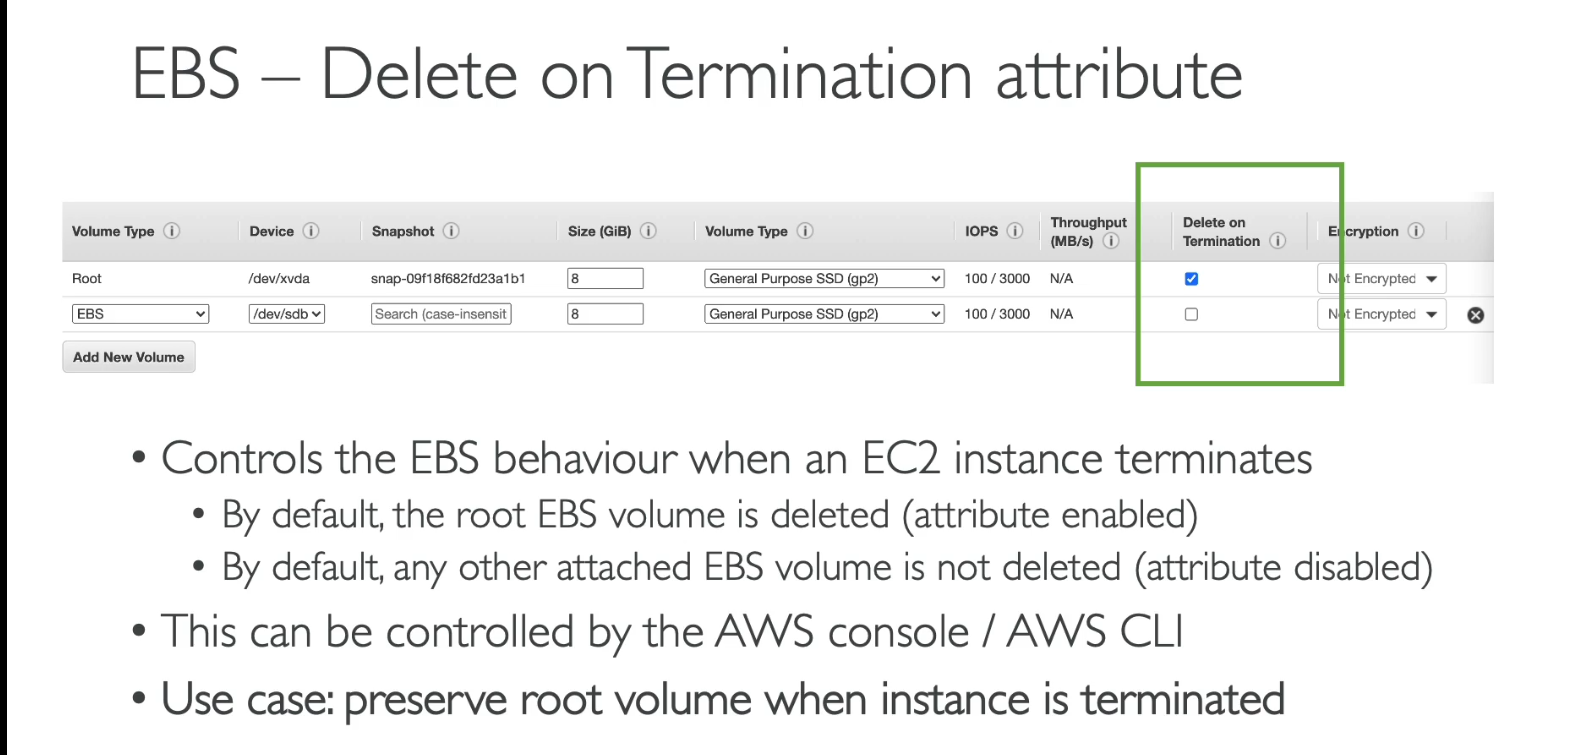 EBS – Delete on Termination attribute
Volume Type Device Snapshot Size (GiB) Volume Type IOPS Throughput (MB/s) Delete on Termination Encryption
Root /dev/xvda snap-09f18f682fd23a1b1 8 General Purpose SSD (gp2) 100 / 3000 N/A Not Encrypted
EBS /dev/sdb Search (case-insensit 8 General Purpose SSD (gp2) 100 / 3000 N/A Not Encrypted
Add New Volume
• Controls the EBS behaviour when an EC2 instance terminates
• By default, the root EBS volume is deleted (attribute enabled)
• By default, any other attached EBS volume is not deleted (attribute disabled)
• This can be controlled by the AWS console / AWS CLI
• Use case: preserve root volume when instance is terminated